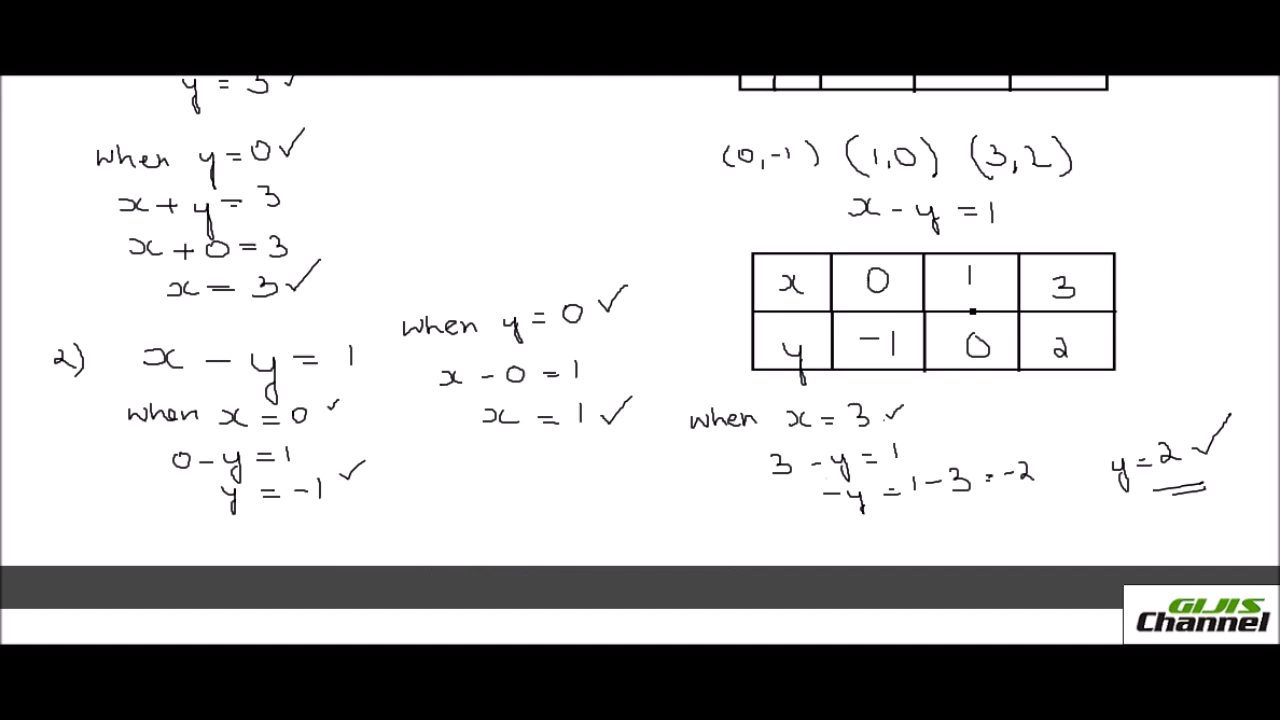 y = 3 ✓
when y = 0 ✓
x + y = 3
x + 0 = 3
x = 3 ✓
2) x - y = 1
when x = 0 ✓
0 - y = 1
y = -1 ✓
when y = 0 ✓
x - 0 = 1
x = 1 ✓
(0,-1) (1,0) (3,2)
x - y = 1
x 0 1 3
y -1 0 2
when x = 3 ✓
3 - y = 1
-y = 1 - 3 = -2
y = 2 ✓
GIJIS
Channel